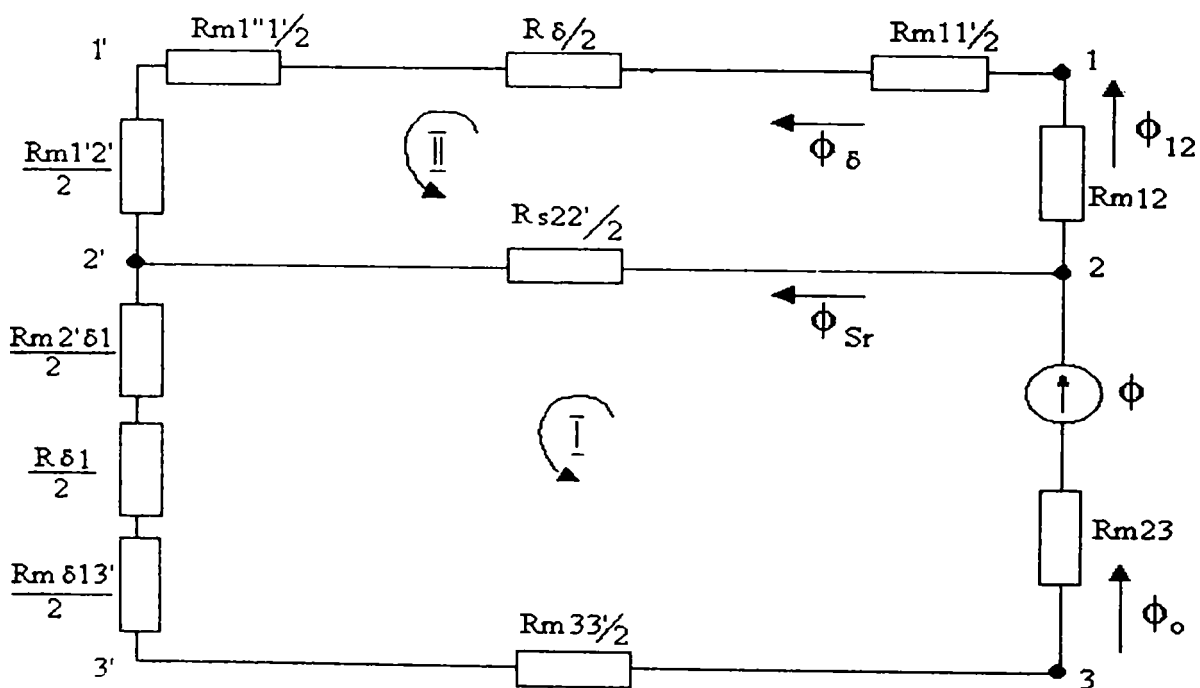 Rm1"1'/2
Rδ/2
Rm11'/2
1'
1
Φ12
Φδ
II
Rm1'2'
2
Rm12
Rs22'/2
2'
2
ΦSr
Rm2'δ1
2
Φ
I
Rδ1
2
Rm23
Rmδ13'
2
Φo
Rm33'/2
3'
3